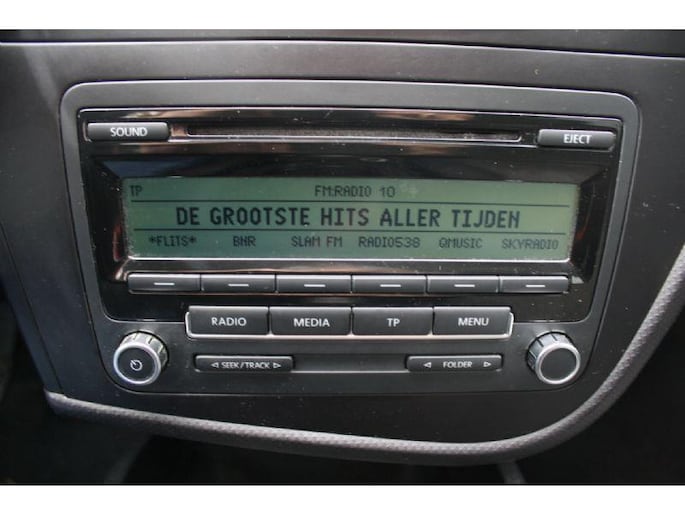 SOUND
EJECT
TP FM:RADIO 10
DE GROOTSTE HITS ALLER TIJDEN
*FLITS* BNR SLAM FM RADIO538 QMUSIC SKYRADIO
RADIO MEDIA TP MENU
SEEK/TRACK FOLDER